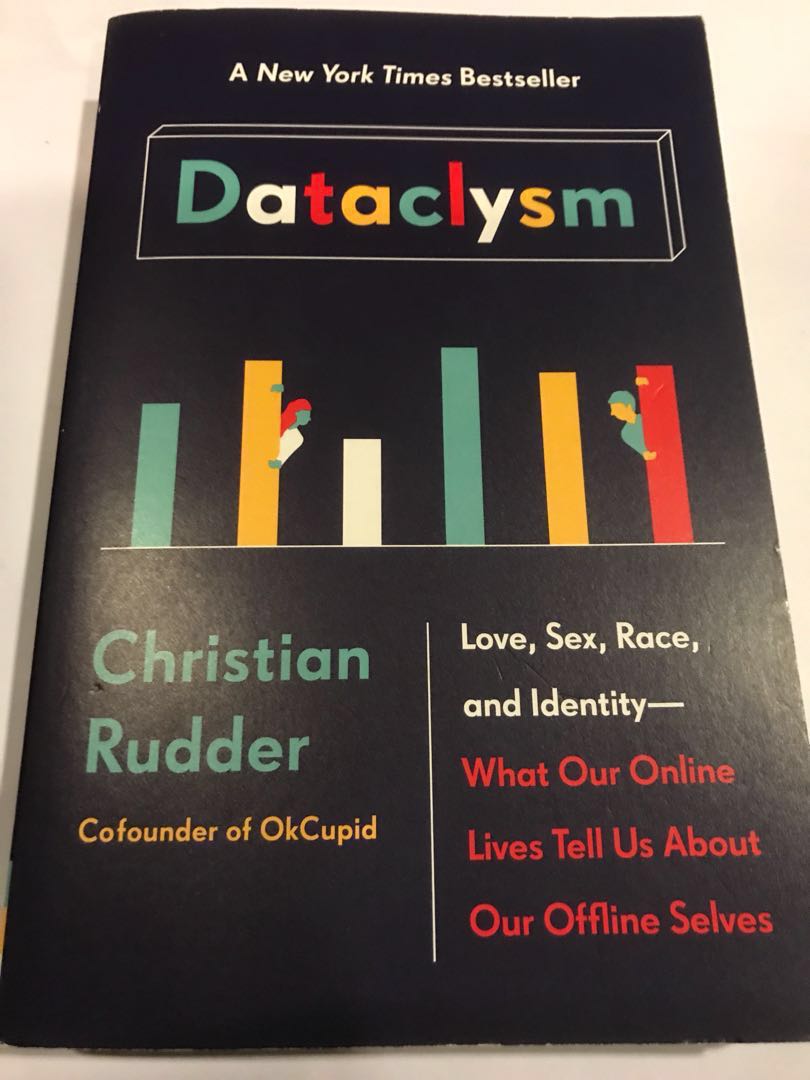 A New York Times Bestseller
Dataclysm
Christian
Rudder
Cofounder of OkCupid
Love, Sex, Race,
and Identity—
What Our Online
Lives Tell Us About
Our Offline Selves